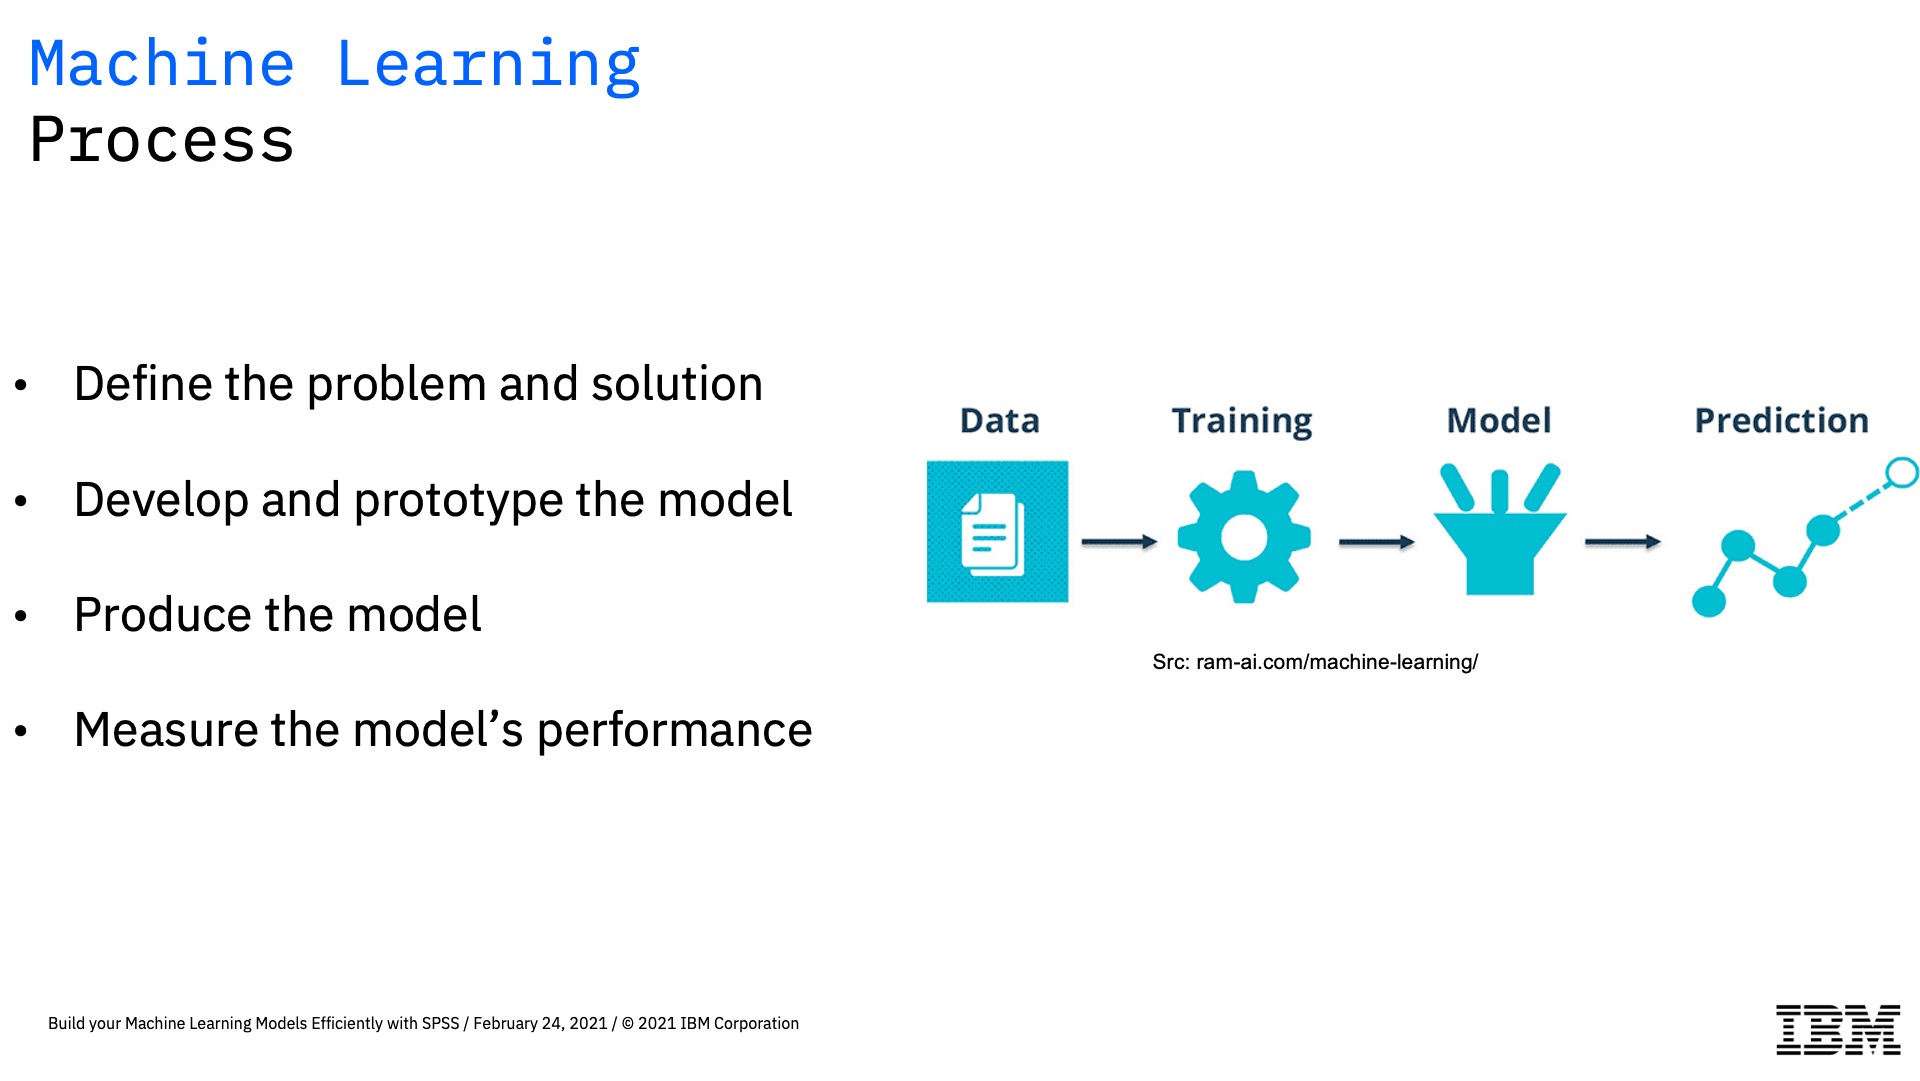 Machine Learning
Process
• Define the problem and solution
• Develop and prototype the model
• Produce the model
• Measure the model’s performance
Data Training Model Prediction
Src: ram-ai.com/machine-learning/
Build your Machine Learning Models Efficiently with SPSS / February 24, 2021 / © 2021 IBM Corporation
IBM